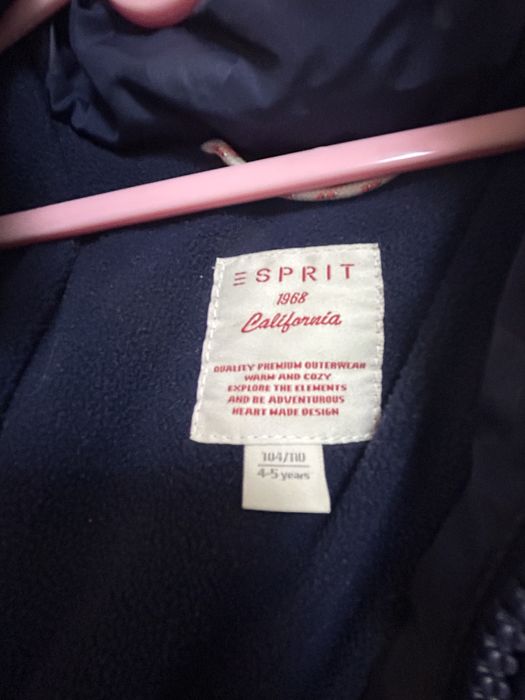 ESPRIT
1968
California
QUALITY PREMIUM OUTERWEAR
WARM AND COZY
EXPLORE THE ELEMENTS
AND BE ADVENTUROUS
HEART MADE DESIGN
104/110
4-5 years